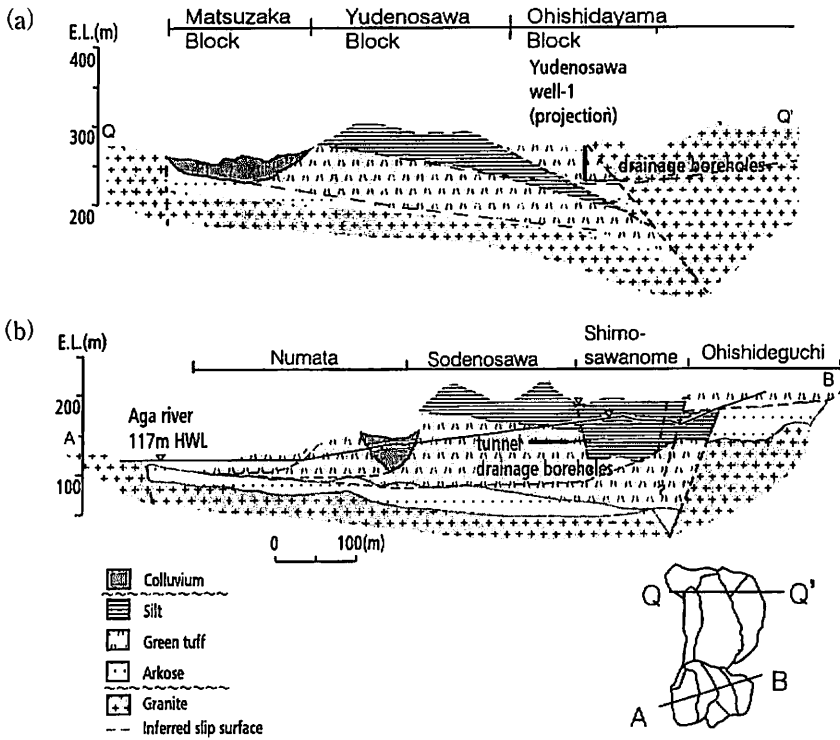 (a)
Matsuzaka
Block
Yudenosawa
Block
Ohishidayama
Block
E.L.(m)
400
300
200
Q
Q'
Yudenosawa
well-1
(projection)
drainage boreholes
(b)
E.L.(m)
200
100
Numata
Sodenosawa
Shimo-
sawanome
Ohishideguchi
A
B
Aga river
117m HWL
tunnel
drainage boreholes
0 100(m)
Colluvium
Silt
Green tuff
Arkose
Granite
Inferred slip surface
Q Q'
A B